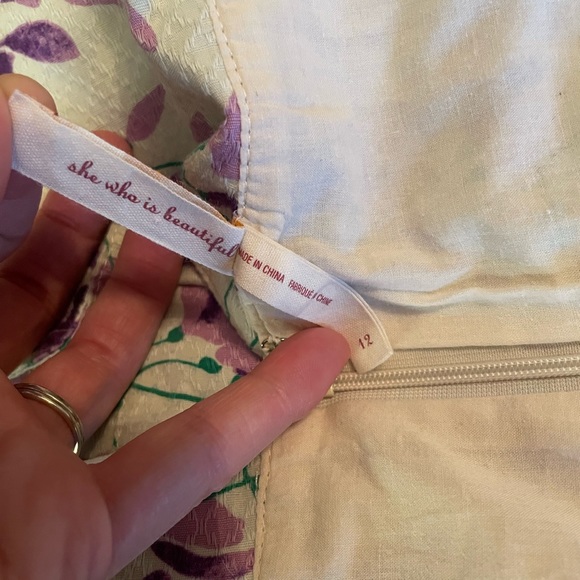 she who is beautiful
MADE IN CHINA FABRIQUÉ / CHINE
12